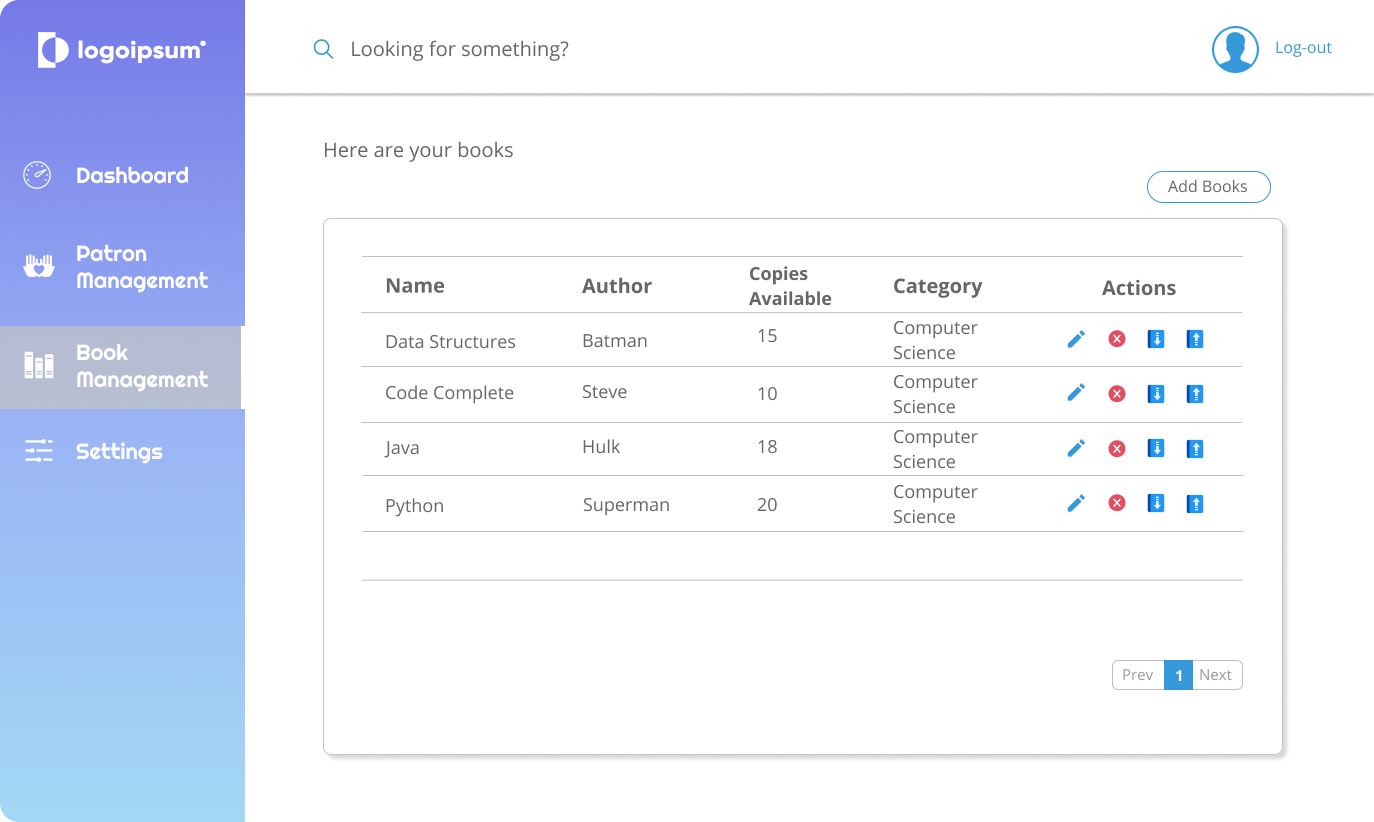 logoipsum
Looking for something?
Log-out
Dashboard
Patron
Management
Book
Management
Settings
Here are your books
Add Books
Name Author Copies Available Category Actions
Data Structures Batman 15 Computer Science
Code Complete Steve 10 Computer Science
Java Hulk 18 Computer Science
Python Superman 20 Computer Science
Prev 1 Next